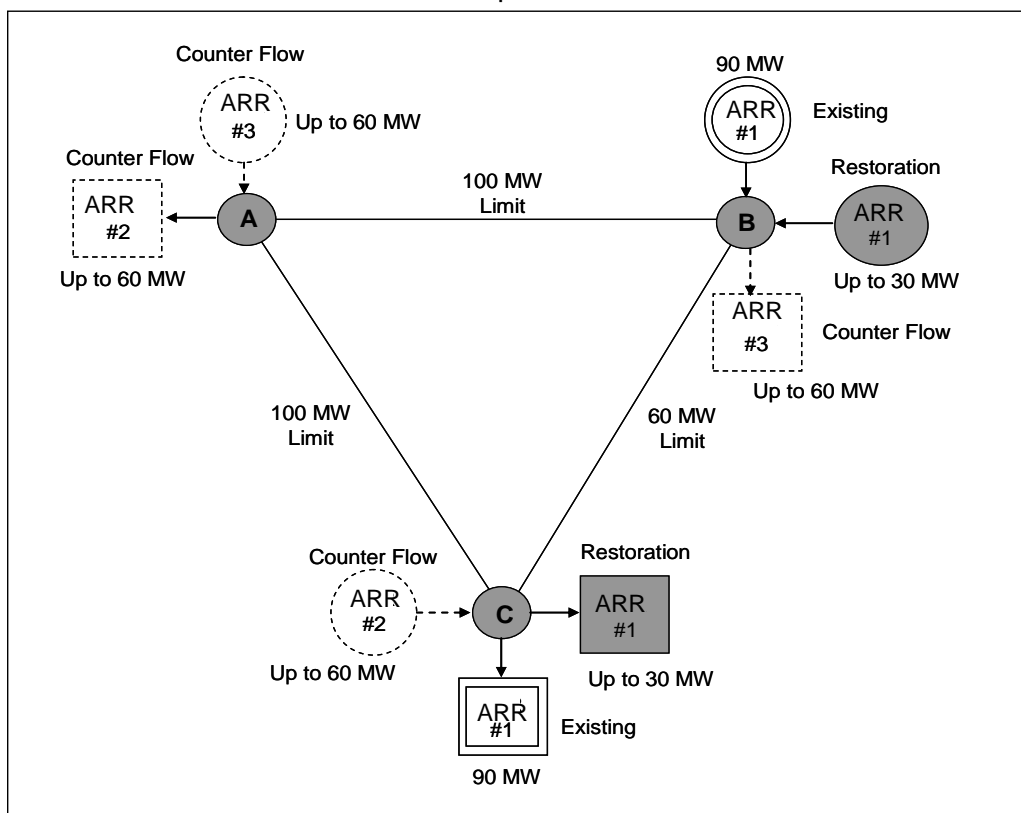 Counter Flow
ARR
#3
Up to 60 MW
Counter Flow
ARR
#2
Up to 60 MW
A
100 MW
Limit
90 MW
ARR
#1
Existing
Restoration
B
ARR
#1
Up to 30 MW
ARR
#3
Counter Flow
Up to 60 MW
100 MW
Limit
60 MW
Limit
Counter Flow
ARR
#2
Up to 60 MW
C
Restoration
ARR
#1
Up to 30 MW
ARR
#1
Existing
90 MW